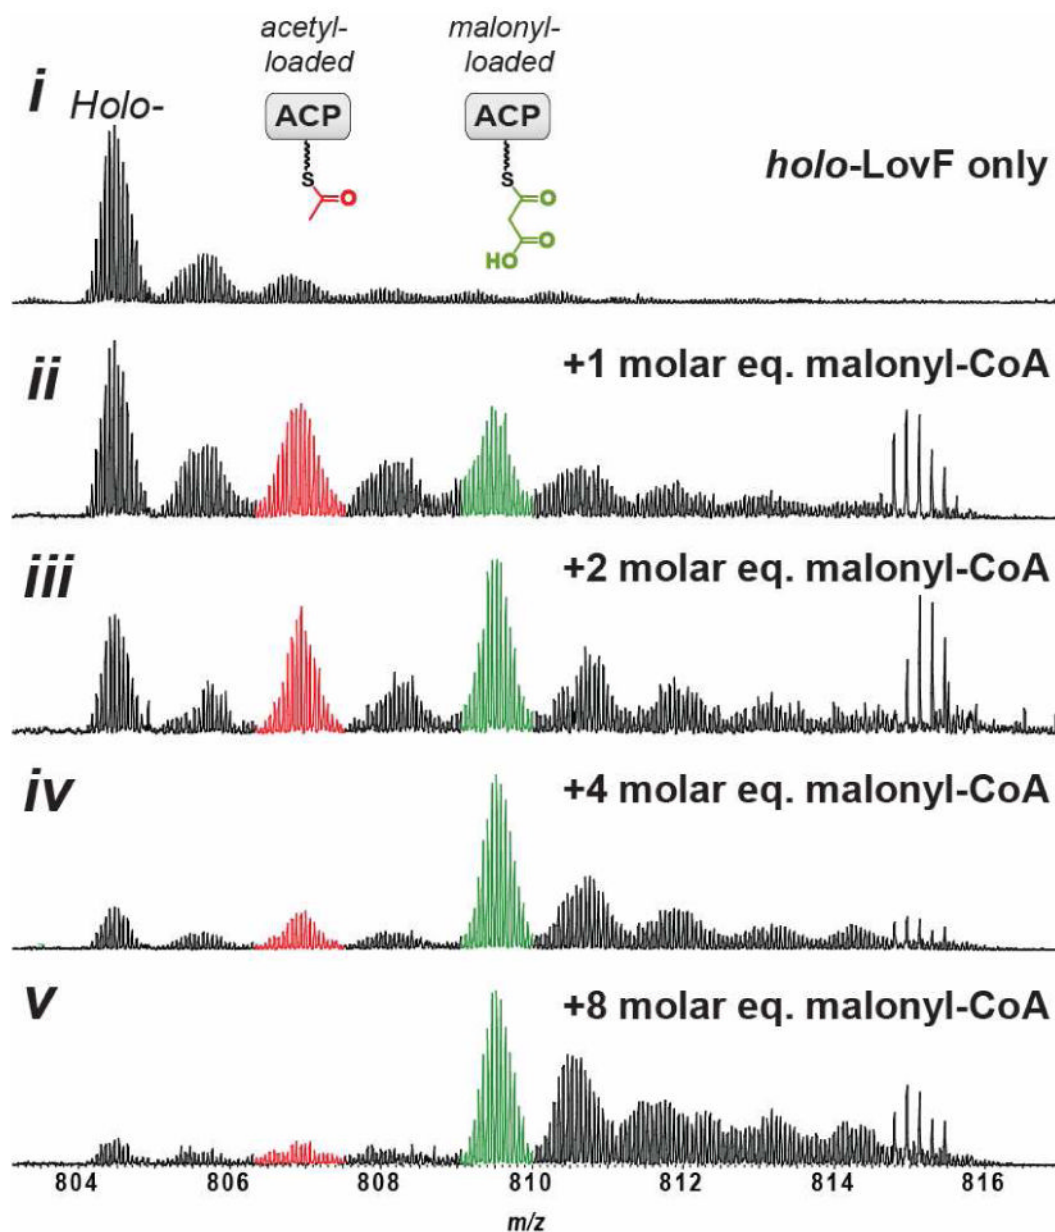 acetyl-
loaded
malonyl-
loaded
i
Holo-
ACP
ACP
holo-LovF only
S
O
S
O
O
HO
ii
+1 molar eq. malonyl-CoA
iii
+2 molar eq. malonyl-CoA
iv
+4 molar eq. malonyl-CoA
v
+8 molar eq. malonyl-CoA
804 806 808 810 812 814 816
m/z